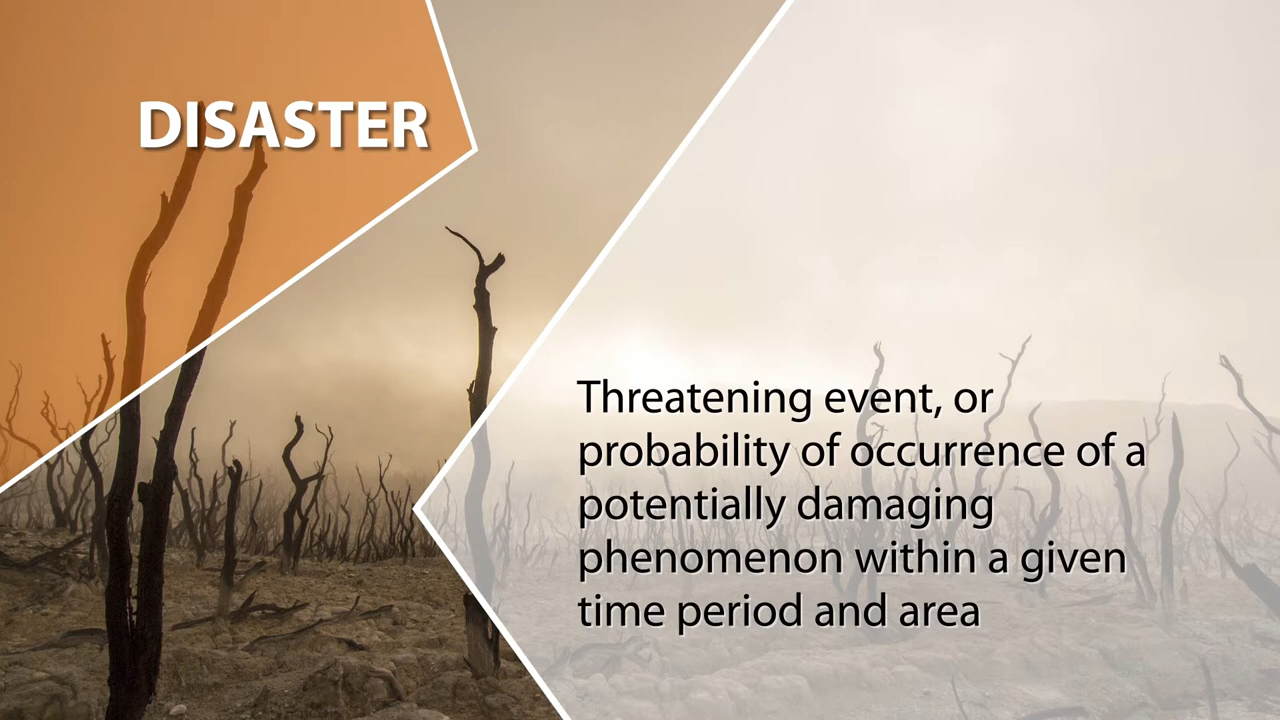 DISASTER
Threatening event, or
probability of occurrence of a
potentially damaging
phenomenon within a given
time period and area